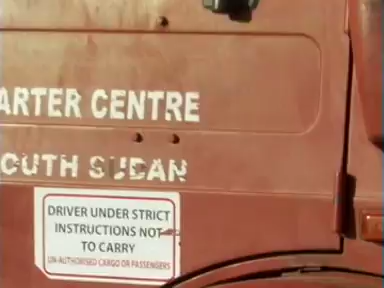 ARTER CENTRE
OUTH SUDAN
DRIVER UNDER STRICT
INSTRUCTIONS NOT
TO CARRY
UN-AUTHORISED CARGO OR PASSENGERS